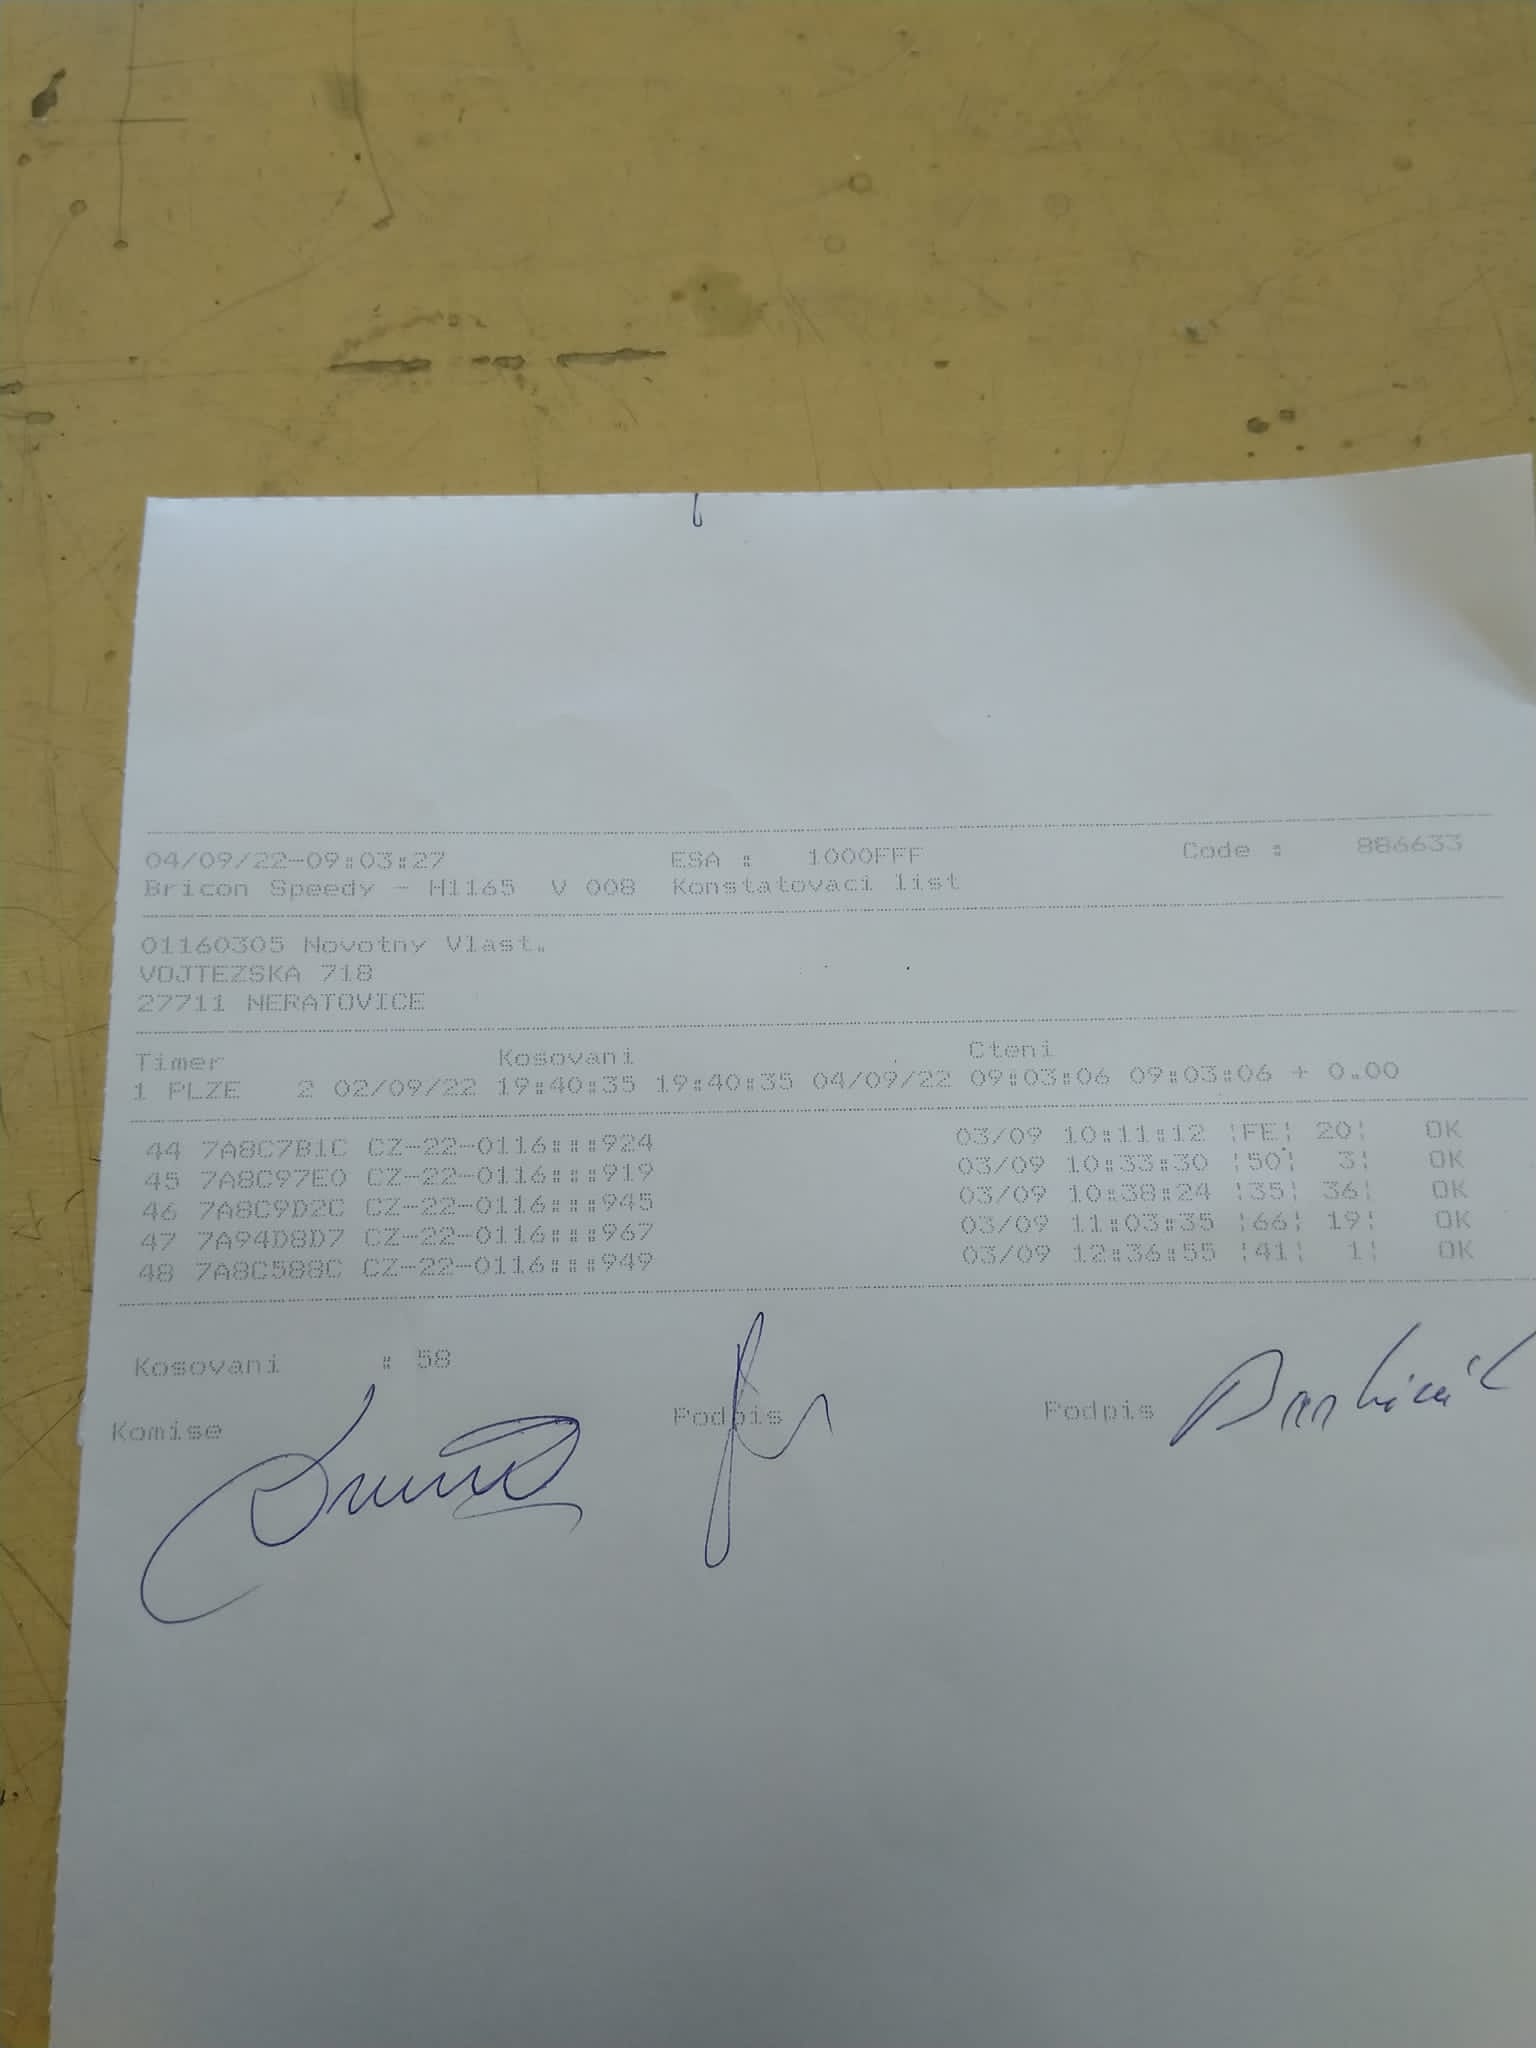 04/09/22-09:03:27 ESA : 1000FFF Code : 886633
Bricon Speedy - H1165 V 008 Konstatovaci list
01160305 Novotny Vlast.
VOJTEZSKA 718
27711 NERATOVICE
Timer Kosovani Cteni
1 PLZE 2 02/09/22 19:40:35 19:40:35 04/09/22 09:03:06 09:03:06 + 0.00
44 7A8C7B1C CZ-22-0116:::924 03/09 10:11:12 ¦FE¦ 20¦ OK
45 7A8C97E0 CZ-22-0116:::919 03/09 10:33:30 ¦50¦ 3¦ OK
46 7A8C9D2C CZ-22-0116:::945 03/09 10:38:24 ¦35¦ 36¦ OK
47 7A94D8D7 CZ-22-0116:::967 03/09 11:03:35 ¦66¦ 19¦ OK
48 7A8C588C CZ-22-0116:::949 03/09 12:36:55 ¦41¦ 1¦ OK
Kosovani : 58
Komise Podpis Podpis